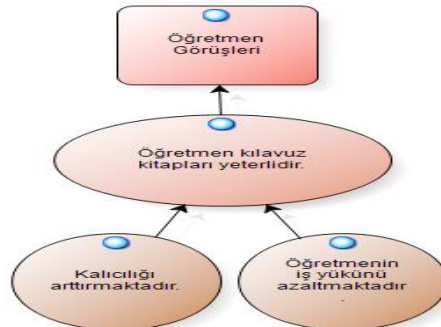 Öğretmen
Görüşleri
Öğretmen kılavuz
kitapları yeterlidir.
Kalıcılığı
arttırmaktadır.
Öğretmenin
iş yükünü
azaltmaktadır
.